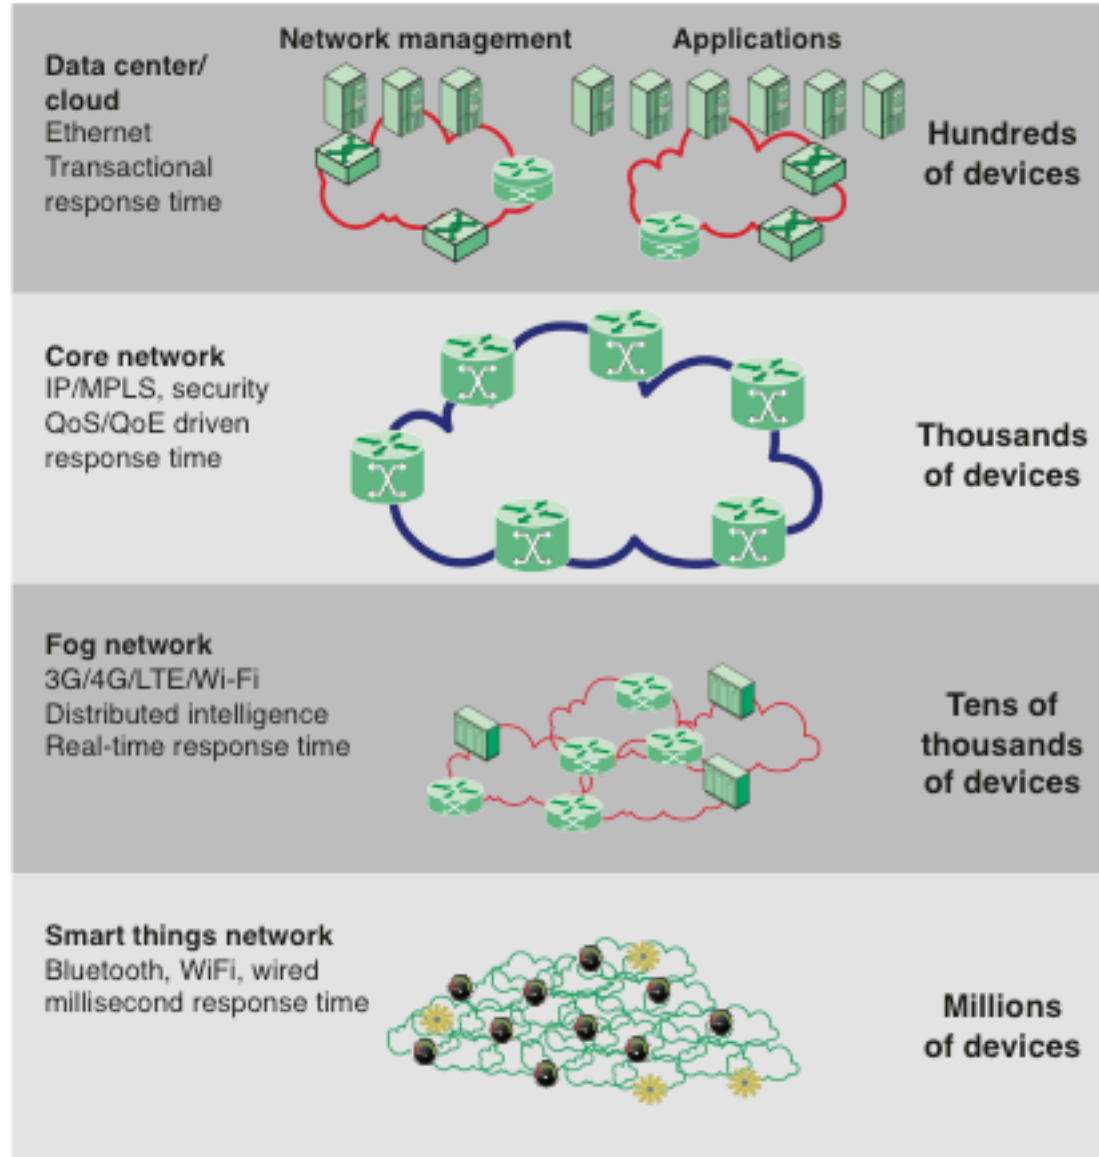 Network management
Applications
Data center/
cloud
Ethernet
Transactional
response time
Hundreds
of devices
Core network
IP/MPLS, security
QoS/QoE driven
response time
Thousands
of devices
Fog network
3G/4G/LTE/Wi-Fi
Distributed intelligence
Real-time response time
Tens of
thousands
of devices
Smart things network
Bluetooth, WiFi, wired
millisecond response time
Millions
of devices